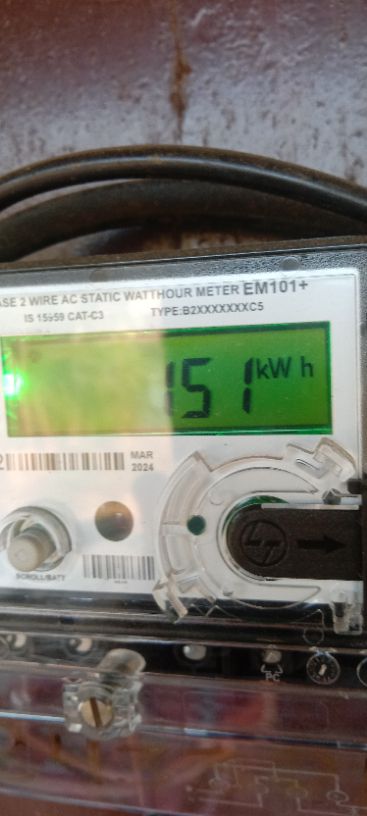 ASE 2 WIRE AC STATIC WATTHOUR METER EM101+
IS 15959 CAT-C3 TYPE:B2XXXXXXXC5
151 kW h
MAR
2024
SCROLL/BATT